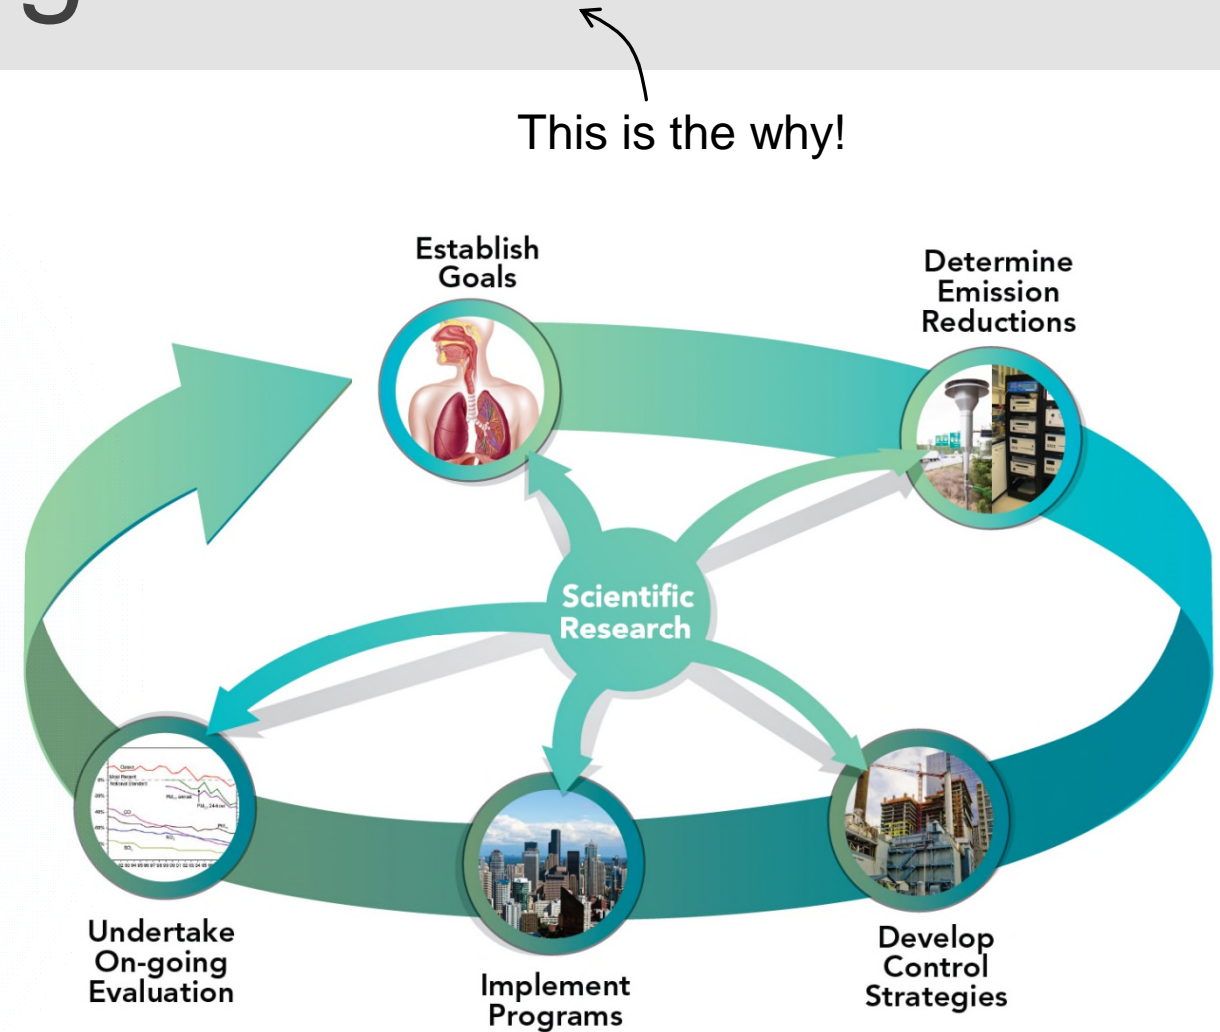 This is the why!
Establish
Goals
Determine
Emission
Reductions
Scientific
Research
Undertake
On-going
Evaluation
Implement
Programs
Develop
Control
Strategies